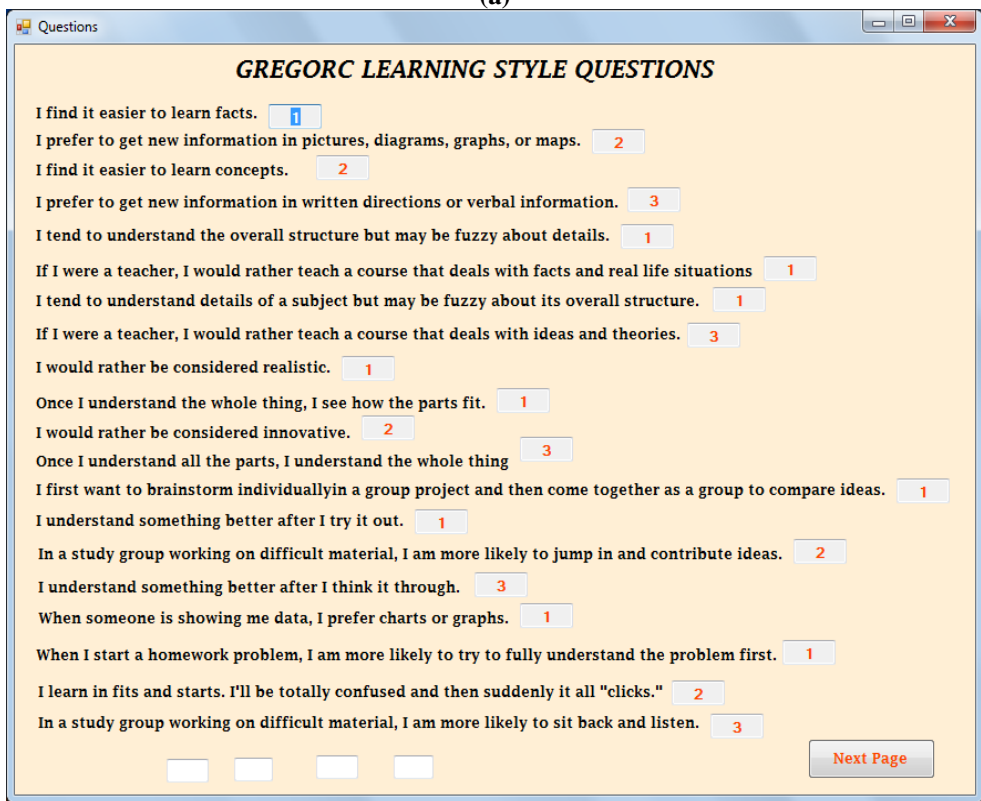 (a)
Questions
GREGORC LEARNING STYLE QUESTIONS
I find it easier to learn facts. 1
I prefer to get new information in pictures, diagrams, graphs, or maps. 2
I find it easier to learn concepts. 2
I prefer to get new information in written directions or verbal information. 3
I tend to understand the overall structure but may be fuzzy about details. 1
If I were a teacher, I would rather teach a course that deals with facts and real life situations 1
I tend to understand details of a subject but may be fuzzy about its overall structure. 1
If I were a teacher, I would rather teach a course that deals with ideas and theories. 3
I would rather be considered realistic. 1
Once I understand the whole thing, I see how the parts fit. 1
I would rather be considered innovative. 2
Once I understand all the parts, I understand the whole thing 3
I first want to brainstorm individuallyin a group project and then come together as a group to compare ideas. 1
I understand something better after I try it out. 1
In a study group working on difficult material, I am more likely to jump in and contribute ideas. 2
I understand something better after I think it through. 3
When someone is showing me data, I prefer charts or graphs. 1
When I start a homework problem, I am more likely to try to fully understand the problem first. 1
I learn in fits and starts. I'll be totally confused and then suddenly it all "clicks." 2
In a study group working on difficult material, I am more likely to sit back and listen. 3
Next Page